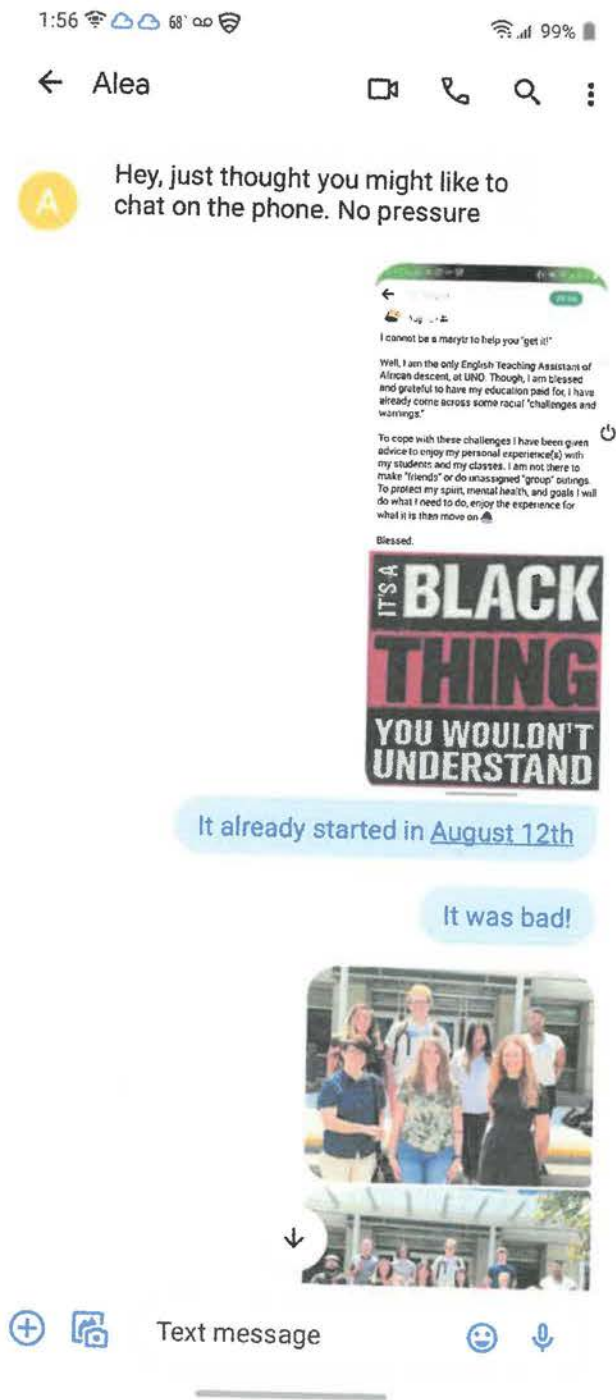 1:56 68° 99%
Alea
A
Hey, just thought you might like to
chat on the phone. No pressure
I cannot be a marytr to help you "get it!"
Well, I am the only English Teaching Assistant of
African descent, at UNO. Though, I am blessed
and grateful to have my education paid for, I have
already come across some racial "challenges and
warnings."
To cope with these challenges I have been given
advice to enjoy my personal experience(s) with
my students and my classes. I am not there to
make "friends" or do unassigned "group" outings.
To protect my spirit, mental health, and goals I will
do what I need to do, enjoy the experience for
what it is then move on
Blessed.
IT'S A BLACK
THING
YOU WOULDN'T
UNDERSTAND
It already started in August 12th
It was bad!
Text message